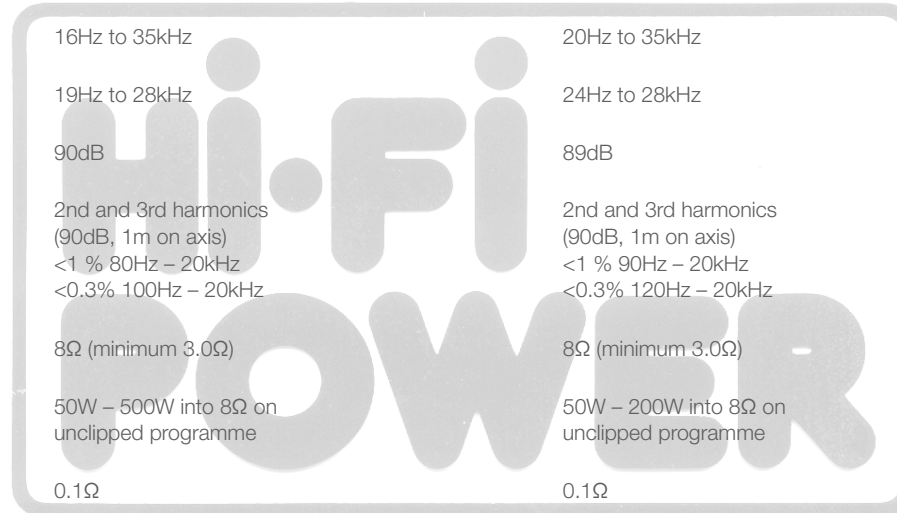 16Hz to 35kHz
20Hz to 35kHz
19Hz to 28kHz
24Hz to 28kHz
90dB
89dB
2nd and 3rd harmonics
(90dB, 1m on axis)
<1 % 80Hz – 20kHz
<0.3% 100Hz – 20kHz
2nd and 3rd harmonics
(90dB, 1m on axis)
<1 % 90Hz – 20kHz
<0.3% 120Hz – 20kHz
8Ω (minimum 3.0Ω)
8Ω (minimum 3.0Ω)
50W – 500W into 8Ω on
unclipped programme
50W – 200W into 8Ω on
unclipped programme
0.1Ω
0.1Ω
Hi·Fi
POWER